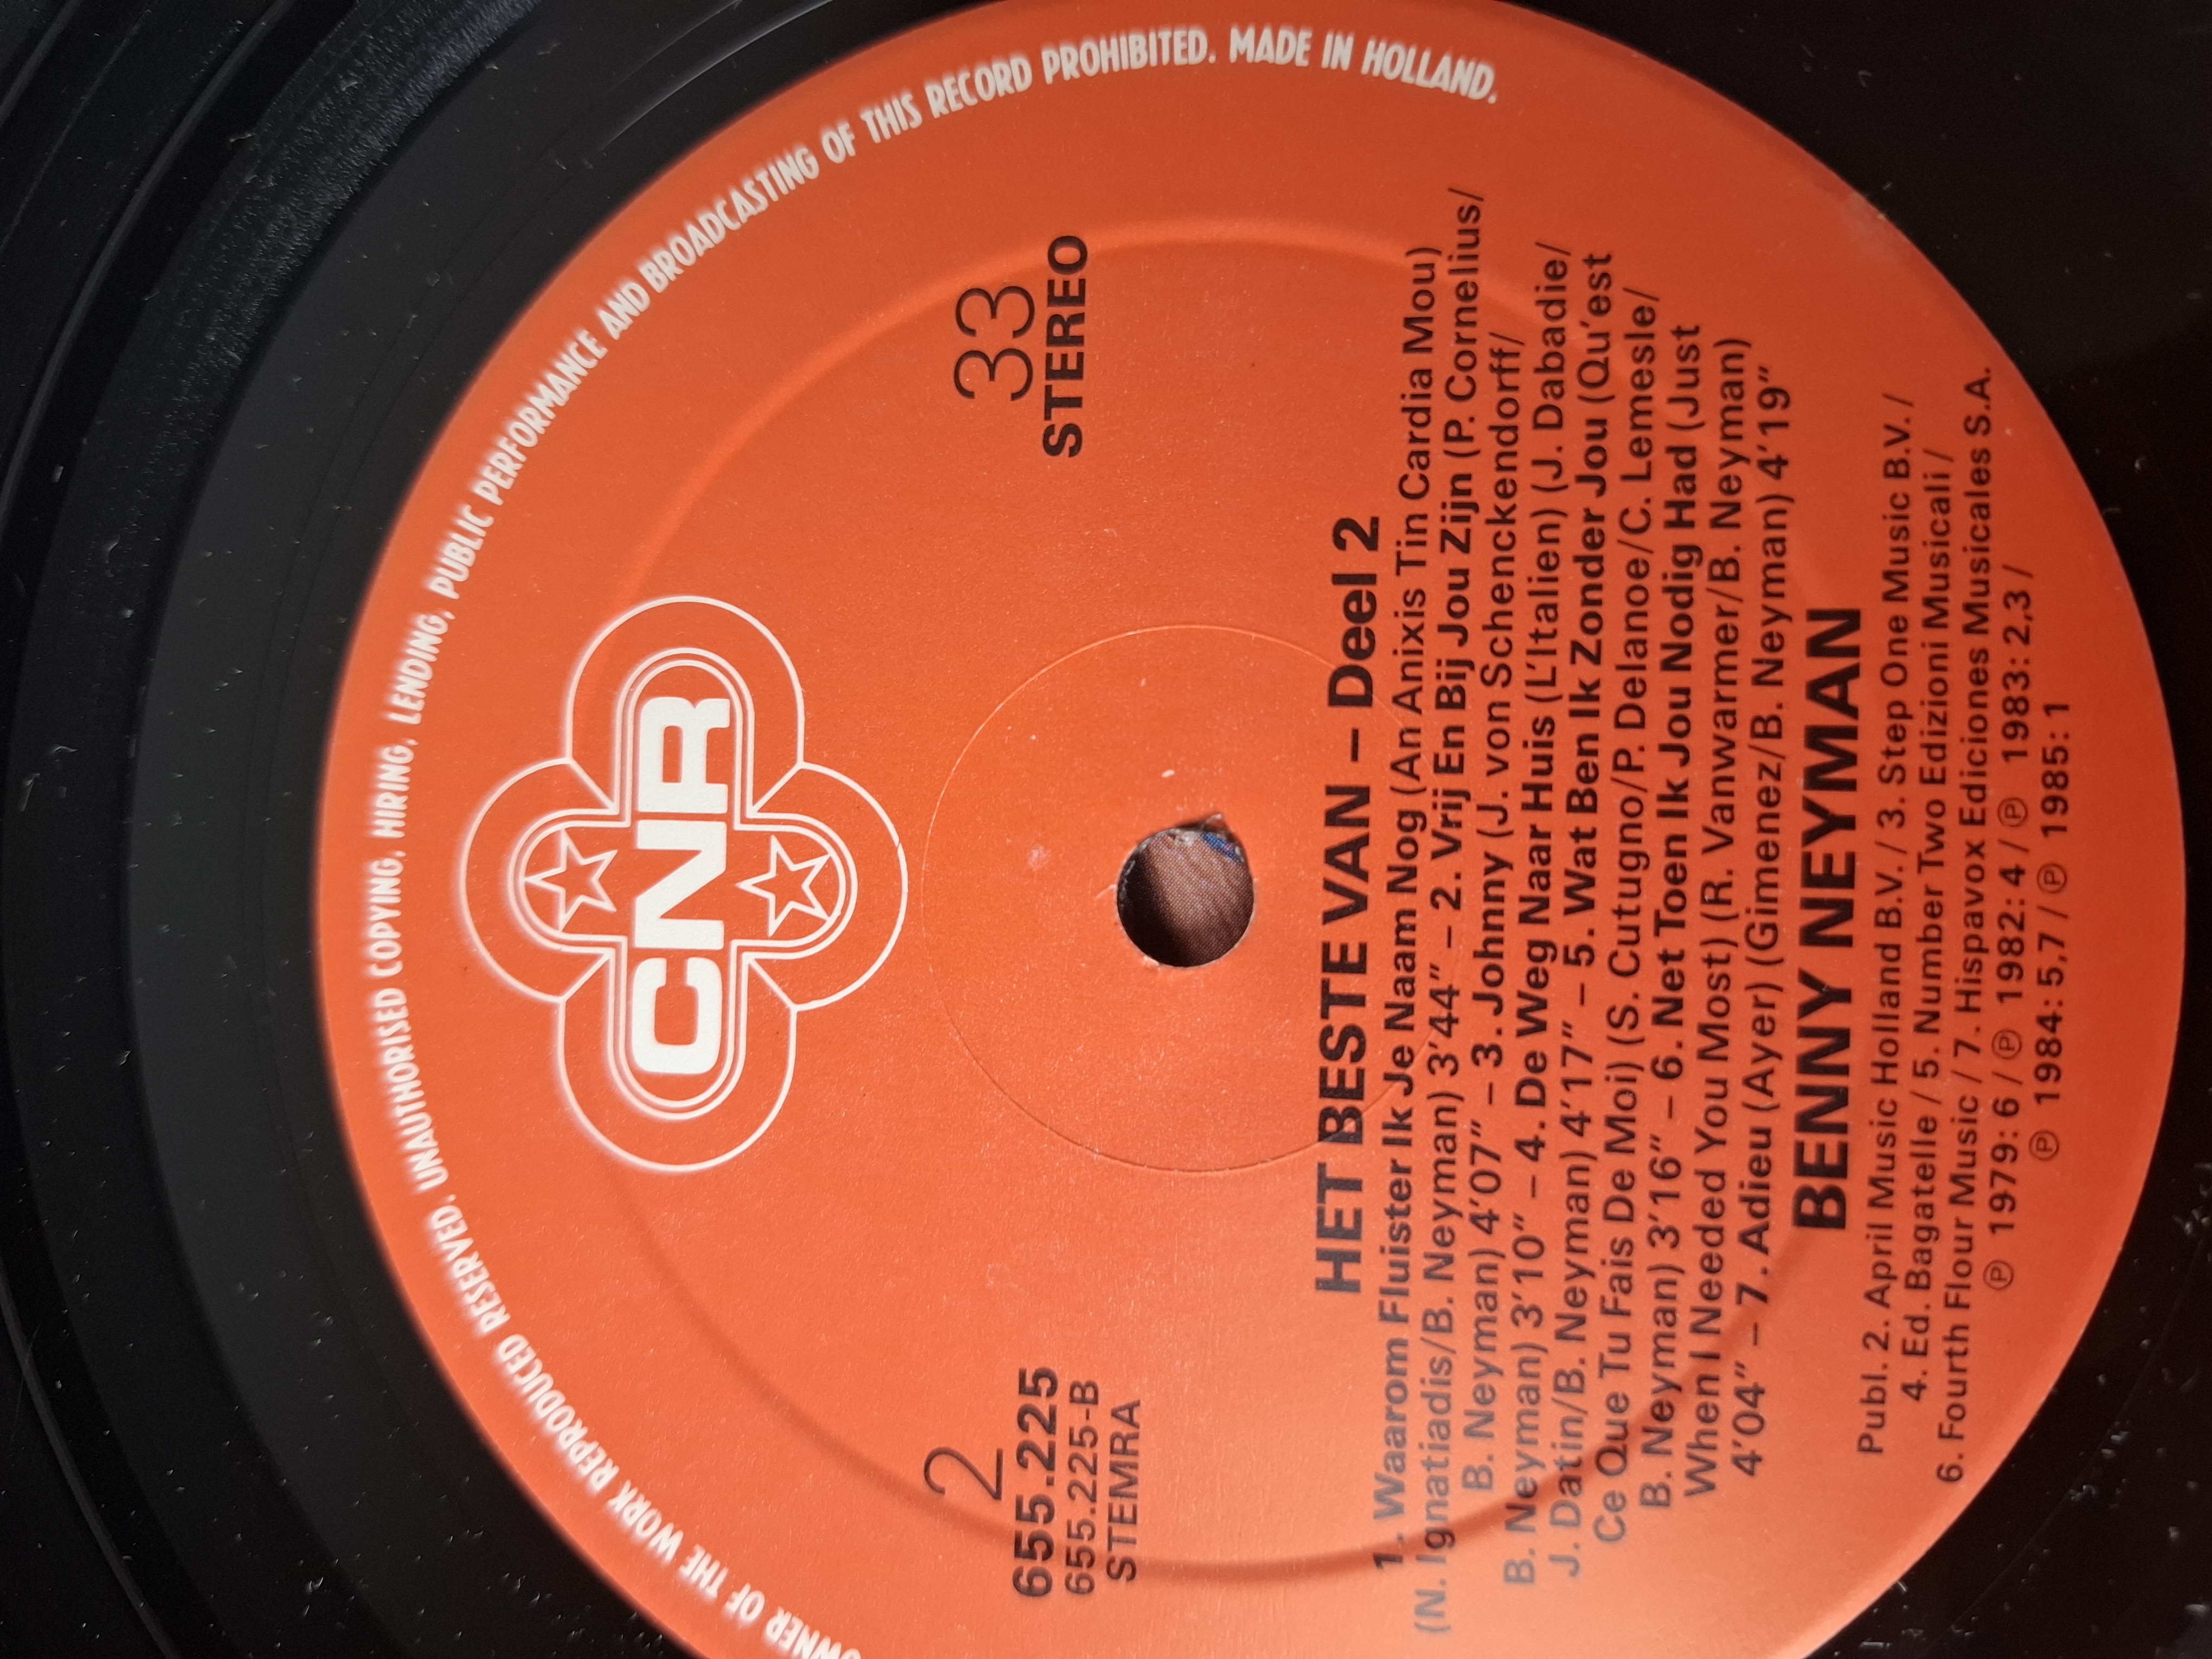 OWNER OF THE WORK REPRODUCED RESERVED. UNAUTHORISED COPYING, HIRING, LENDING, PUBLIC PERFORMANCE AND BROADCASTING OF THIS RECORD PROHIBITED. MADE IN HOLLAND.
CNR
2
655.225
655.225-B
STEMRA
33
STEREO
HET BESTE VAN – Deel 2
1. Waarom Fluister Ik Je Naam Nog (An Anixis Tin Cardia Mou)
(N. Ignatiadis/B. Neyman) 3'44" – 2. Vrij En Bij Jou Zijn (P. Cornelius/
B. Neyman) 4'07" – 3. Johnny (J. von Schenckendorff/
B. Neyman) 3'10" – 4. De Weg Naar Huis (L'Italien) (J. Dabadie/
J. Datin/B. Neyman) 4'17" – 5. Wat Ben Ik Zonder Jou (Qu'est
Ce Que Tu Fais De Moi) (S. Cutugno/P. Delanoe/C. Lemesle/
B. Neyman) 3'16" – 6. Net Toen Ik Jou Nodig Had (Just
When I Needed You Most) (R. Vanwarmer/B. Neyman)
4'04" – 7. Adieu (Ayer) (Gimenez/B. Neyman) 4'19"
BENNY NEYMAN
Publ. 2. April Music Holland B.V. / 3. Step One Music B.V. /
4. Ed. Bagatelle / 5. Number Two Edizioni Musicali /
6. Fourth Flour Music / 7. Hispavox Ediciones Musicales S.A.
℗ 1979: 6 / ℗ 1982: 4 / ℗ 1983: 2,3 /
℗ 1984: 5,7 / ℗ 1985: 1